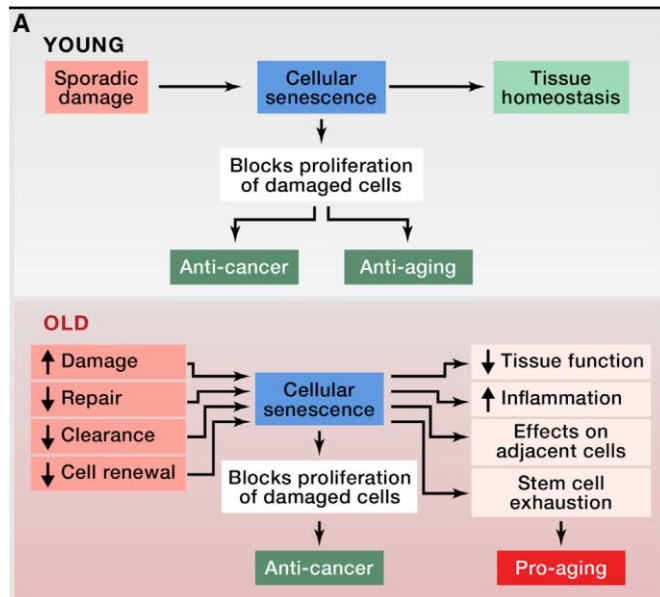 A
YOUNG
Sporadic
damage
Cellular
senescence
Tissue
homeostasis
Blocks proliferation
of damaged cells
Anti-cancer
Anti-aging
OLD
↑ Damage
↓ Repair
↓ Clearance
↓ Cell renewal
Cellular
senescence
Blocks proliferation
of damaged cells
Anti-cancer
↓ Tissue function
↑ Inflammation
Effects on
adjacent cells
Stem cell
exhaustion
Pro-aging